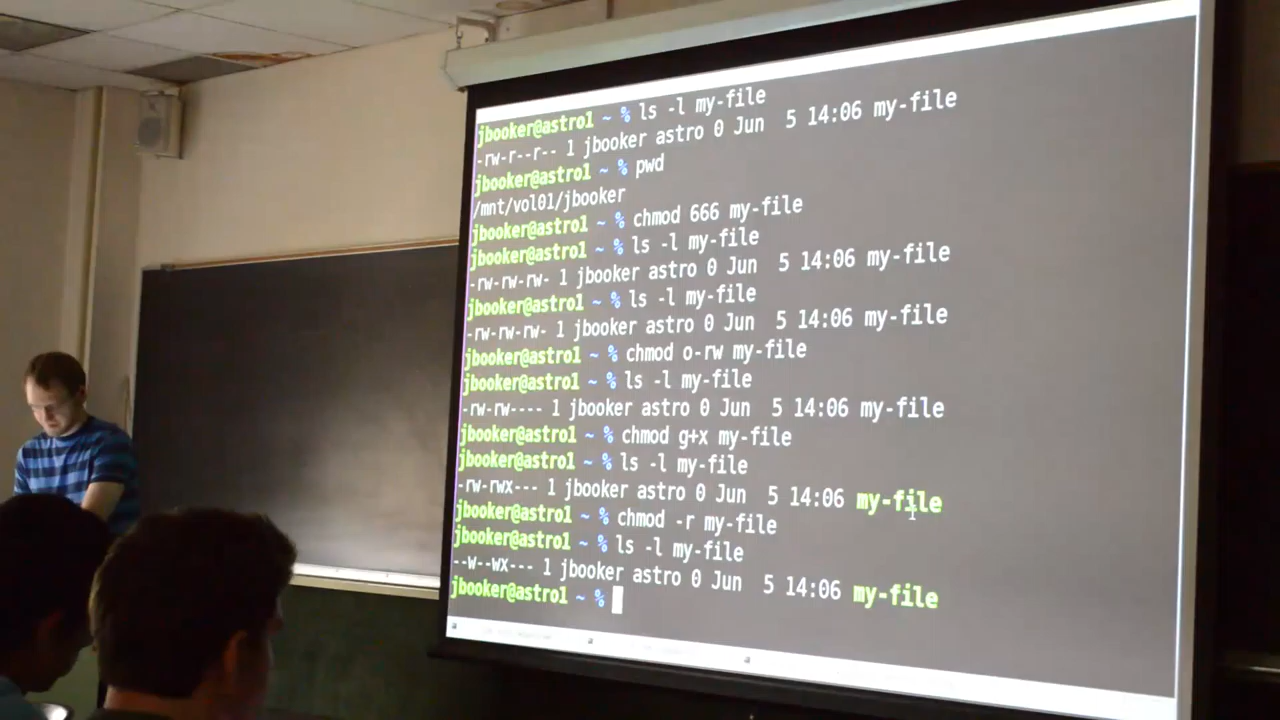 jbooker@astro1 ~ % ls -l my-file
-rw-r--r-- 1 jbooker astro 0 Jun  5 14:06 my-file
jbooker@astro1 ~ % pwd
/mnt/vol01/jbooker
jbooker@astro1 ~ % chmod 666 my-file
jbooker@astro1 ~ % ls -l my-file
-rw-rw-rw- 1 jbooker astro 0 Jun  5 14:06 my-file
jbooker@astro1 ~ % ls -l my-file
-rw-rw-rw- 1 jbooker astro 0 Jun  5 14:06 my-file
jbooker@astro1 ~ % chmod o-rw my-file
jbooker@astro1 ~ % ls -l my-file
-rw-rw---- 1 jbooker astro 0 Jun  5 14:06 my-file
jbooker@astro1 ~ % chmod g+x my-file
jbooker@astro1 ~ % ls -l my-file
-rw-rwx--- 1 jbooker astro 0 Jun  5 14:06 my-file
jbooker@astro1 ~ % chmod -r my-file
jbooker@astro1 ~ % ls -l my-file
--w--wx--- 1 jbooker astro 0 Jun  5 14:06 my-file
jbooker@astro1 ~ %